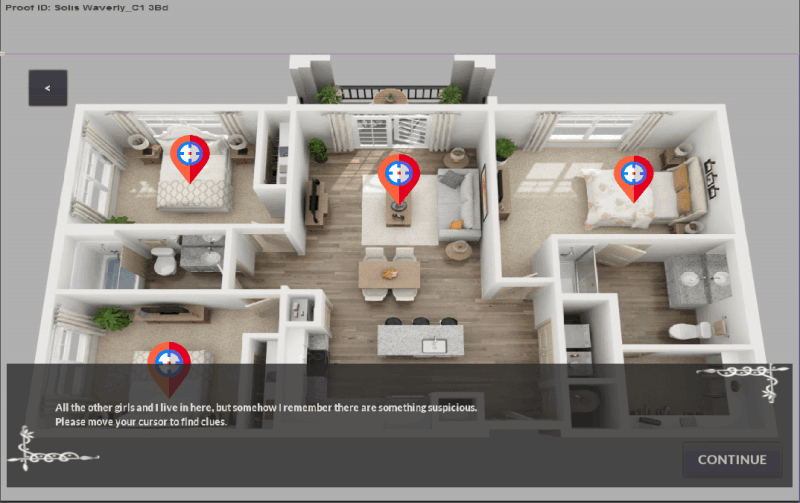 Proof ID: Solis Waverly_C1 3Bd
<
All the other girls and I live in here, but somehow I remember there are something suspicious.
Please move your cursor to find clues.
CONTINUE